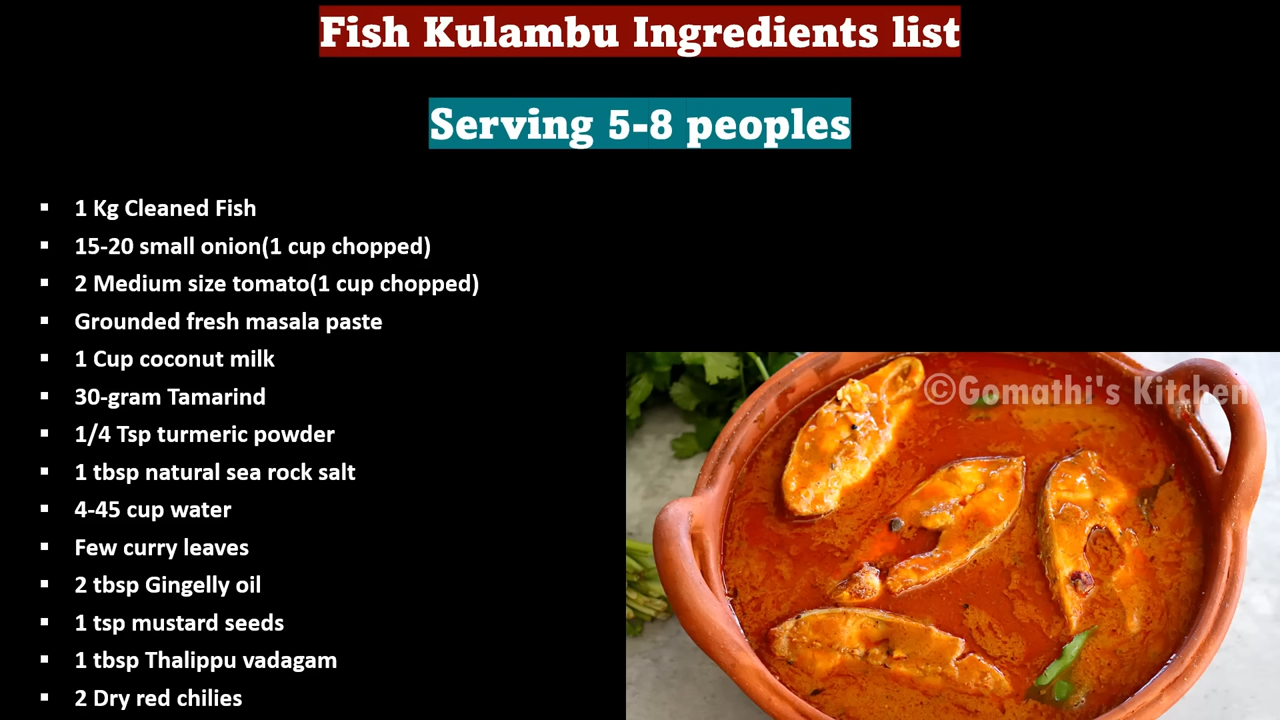 Fish Kulambu Ingredients list
Serving 5-8 peoples
▪ 1 Kg Cleaned Fish
▪ 15-20 small onion(1 cup chopped)
▪ 2 Medium size tomato(1 cup chopped)
▪ Grounded fresh masala paste
▪ 1 Cup coconut milk
▪ 30-gram Tamarind
▪ 1/4 Tsp turmeric powder
▪ 1 tbsp natural sea rock salt
▪ 4-45 cup water
▪ Few curry leaves
▪ 2 tbsp Gingelly oil
▪ 1 tsp mustard seeds
▪ 1 tbsp Thalippu vadagam
▪ 2 Dry red chilies
©Gomathi's Kitchen